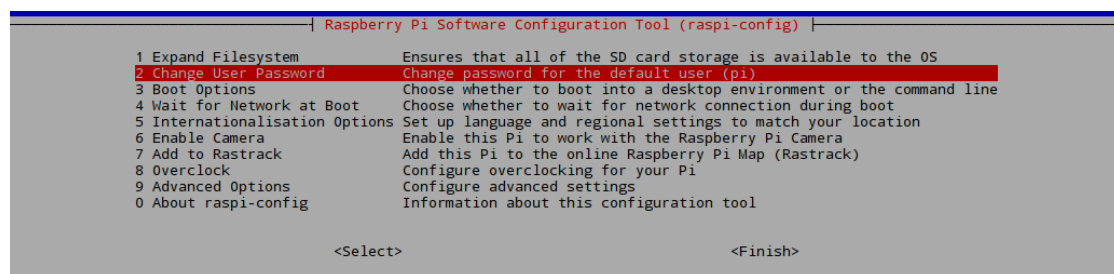 Raspberry Pi Software Configuration Tool (raspi-config)
1 Expand Filesystem Ensures that all of the SD card storage is available to the OS
2 Change User Password Change password for the default user (pi)
3 Boot Options Choose whether to boot into a desktop environment or the command line
4 Wait for Network at Boot Choose whether to wait for network connection during boot
5 Internationalisation Options Set up language and regional settings to match your location
6 Enable Camera Enable this Pi to work with the Raspberry Pi Camera
7 Add to Rastrack Add this Pi to the online Raspberry Pi Map (Rastrack)
8 Overclock Configure overclocking for your Pi
9 Advanced Options Configure advanced settings
0 About raspi-config Information about this configuration tool
<Select> <Finish>